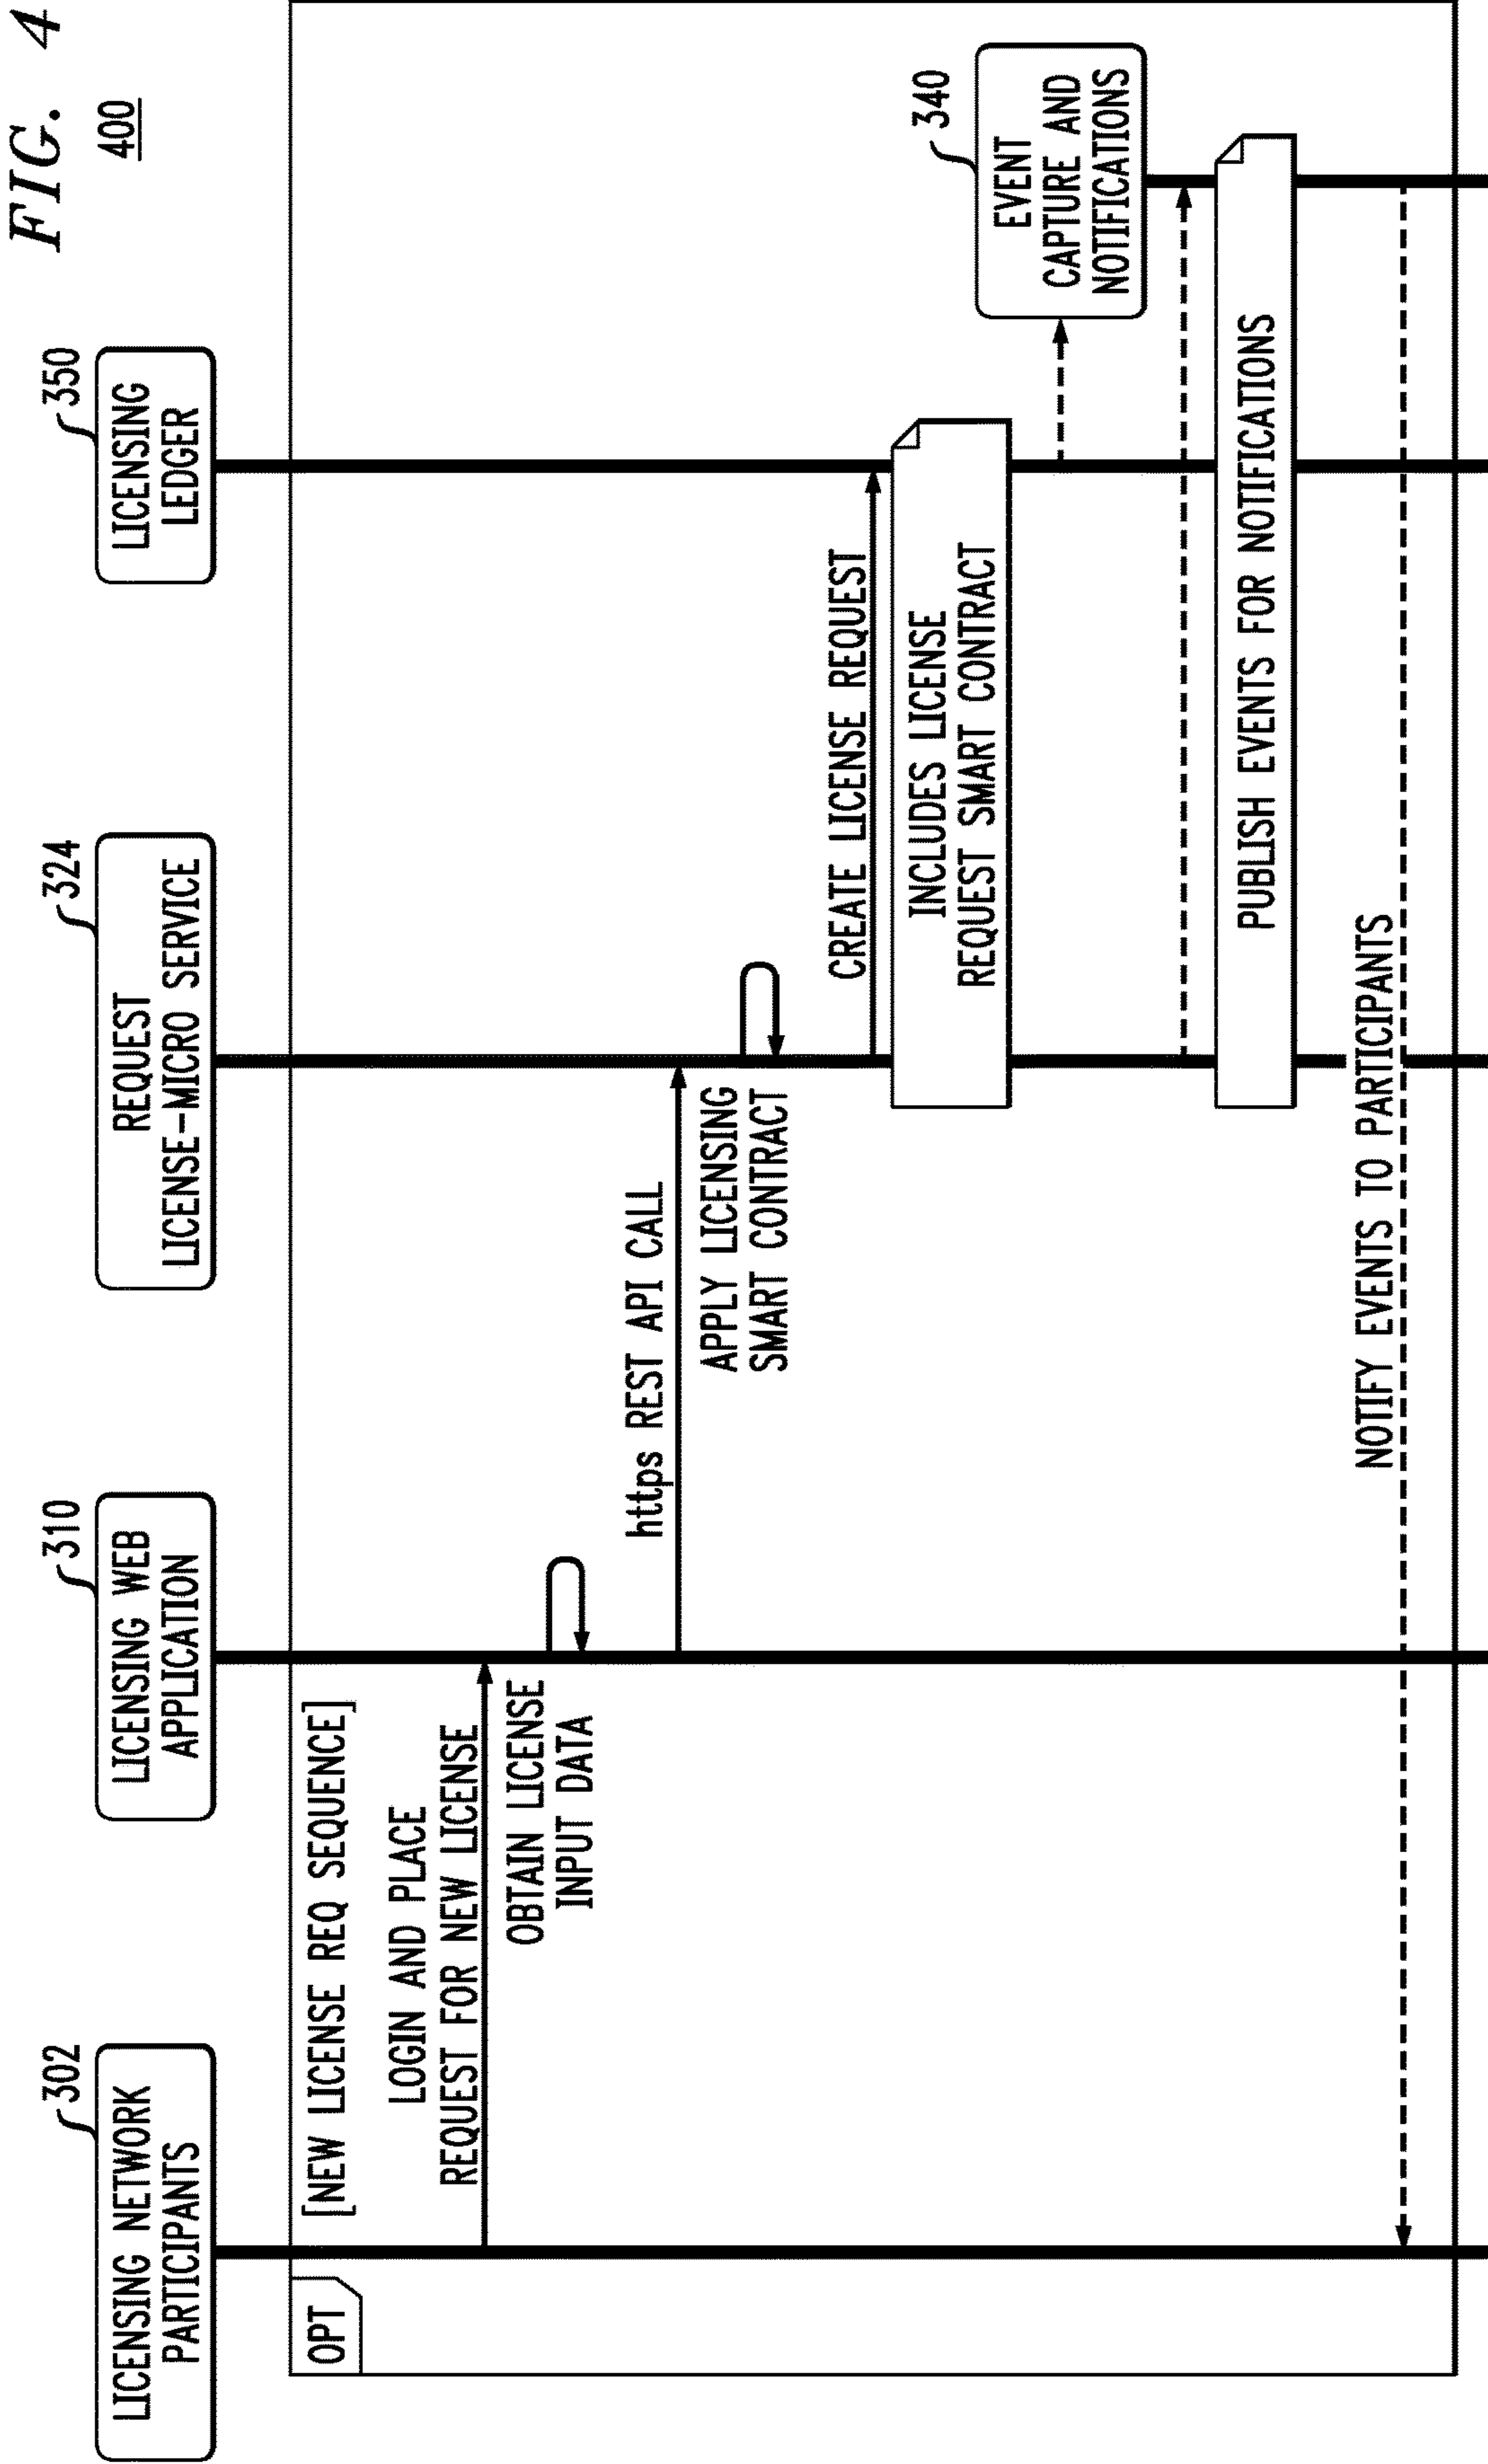 FIG. 4
400
302
LICENSING NETWORK
PARTICIPANTS
310
LICENSING WEB
APPLICATION
324
REQUEST
LICENSE-MICRO SERVICE
350
LICENSING
LEDGER
OPT
[NEW LICENSE REQ SEQUENCE]
LOGIN AND PLACE
REQUEST FOR NEW LICENSE
OBTAIN LICENSE
INPUT DATA
https REST API CALL
APPLY LICENSING
SMART CONTRACT
CREATE LICENSE REQUEST
INCLUDES LICENSE
REQUEST SMART CONTRACT
340
EVENT
CAPTURE AND
NOTIFICATIONS
PUBLISH EVENTS FOR NOTIFICATIONS
NOTIFY EVENTS TO PARTICIPANTS